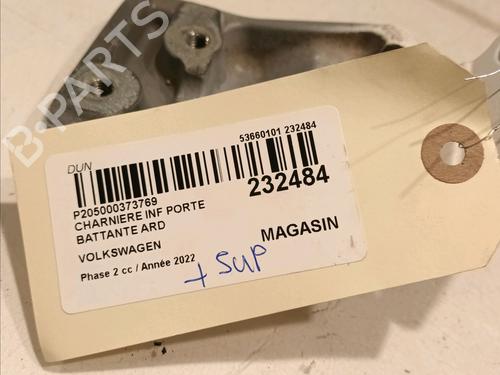 B-PARTS
DUN
53660101 232484
P205000373769
CHARNIERE INF PORTE
BATTANTE ARD
232484
VOLKSWAGEN
MAGASIN
Phase 2 cc / Année 2022
+ SUP